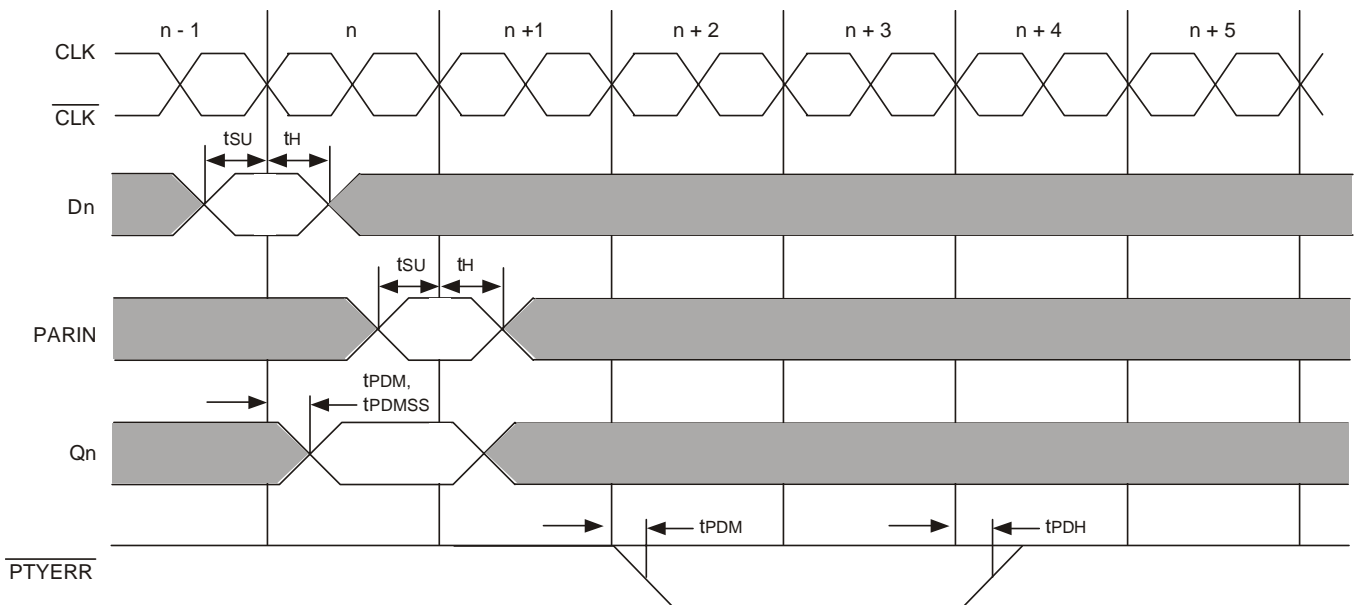 n - 1
n
n +1
n + 2
n + 3
n + 4
n + 5
CLK
CLK
tSU
tH
Dn
tSU
tH
PARIN
tPDM,
tPDMSS
Qn
tPDM
tPDH
PTYERR